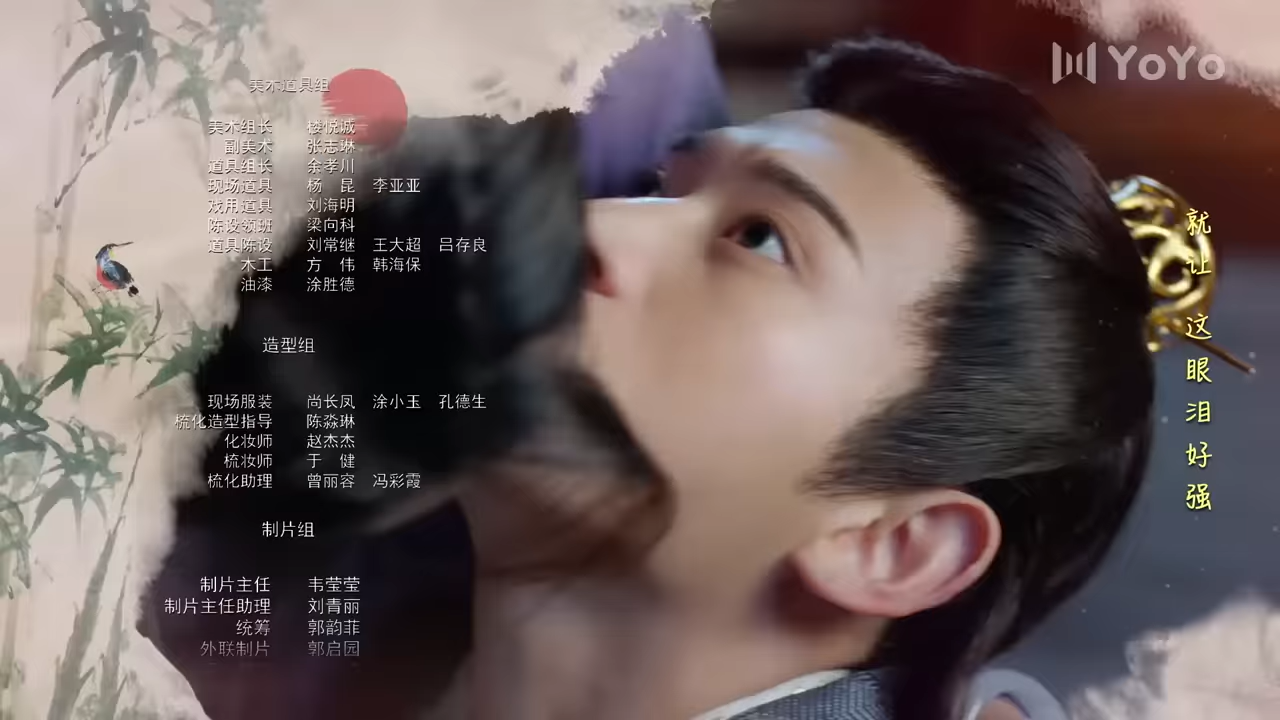 YoYo
美术道具组
美术组长 楼悦诚
副美术 张志琳
道具组长 余孝川
现场道具 杨 昆 李亚亚
戏用道具 刘海明
陈设领班 梁向科
道具陈设 刘常继 王大超 吕存良
木工 方 伟 韩海保
油漆 涂胜德
造型组
现场服装 尚长凤 涂小玉 孔德生
梳化造型指导 陈淼琳
化妆师 赵杰杰
梳妆师 于 健
梳化助理 曾丽容 冯彩霞
制片组
制片主任 韦莹莹
制片主任助理 刘青丽
统筹 郭韵菲
外联制片 郭启园
就让 这眼泪好强